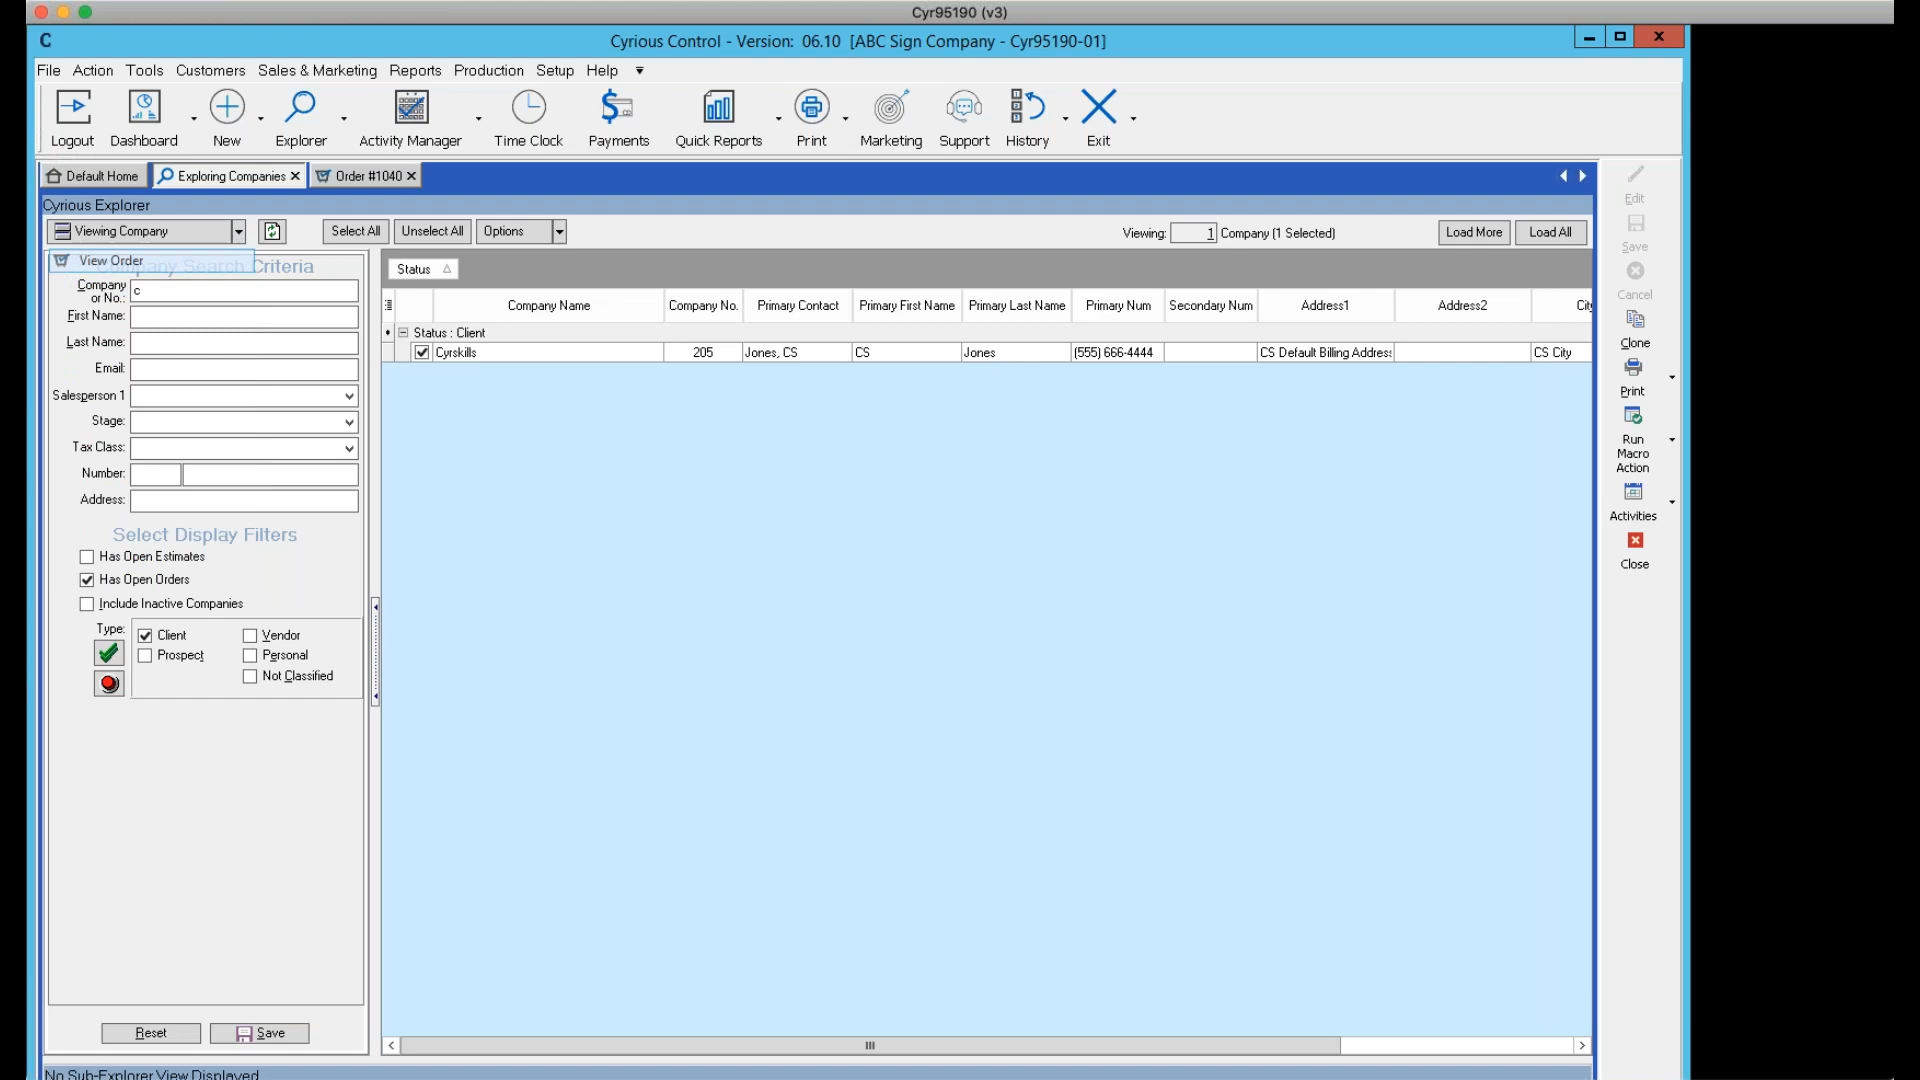 Cyr95190 (v3)
C
Cyrious Control - Version: 06.10 [ABC Sign Company - Cyr95190-01]
File Action Tools Customers Sales & Marketing Reports Production Setup Help
Logout Dashboard New Explorer Activity Manager Time Clock Payments Quick Reports Print Marketing Support History Exit
Default Home Exploring Companies Order #1040
Cyrious Explorer
Viewing Company Select All Unselect All Options Viewing: 1 Company (1 Selected) Load More Load All
View Order
Company Search Criteria
Company or No.: c
First Name:
Last Name:
Email:
Salesperson 1
Stage:
Tax Class:
Number:
Address:
Select Display Filters
Has Open Estimates
Has Open Orders
Include Inactive Companies
Type:
Client Vendor
Prospect Personal
Not Classified
Reset Save
Status
Company Name Company No. Primary Contact Primary First Name Primary Last Name Primary Num Secondary Num Address1 Address2
Status : Client
Cyrskills 205 Jones, CS CS Jones (555) 666-4444 CS Default Billing Address CS City
Edit
Save
Cancel
Clone
Print
Run
Macro
Action
Activities
Close
No Sub-Explorer View Displayed